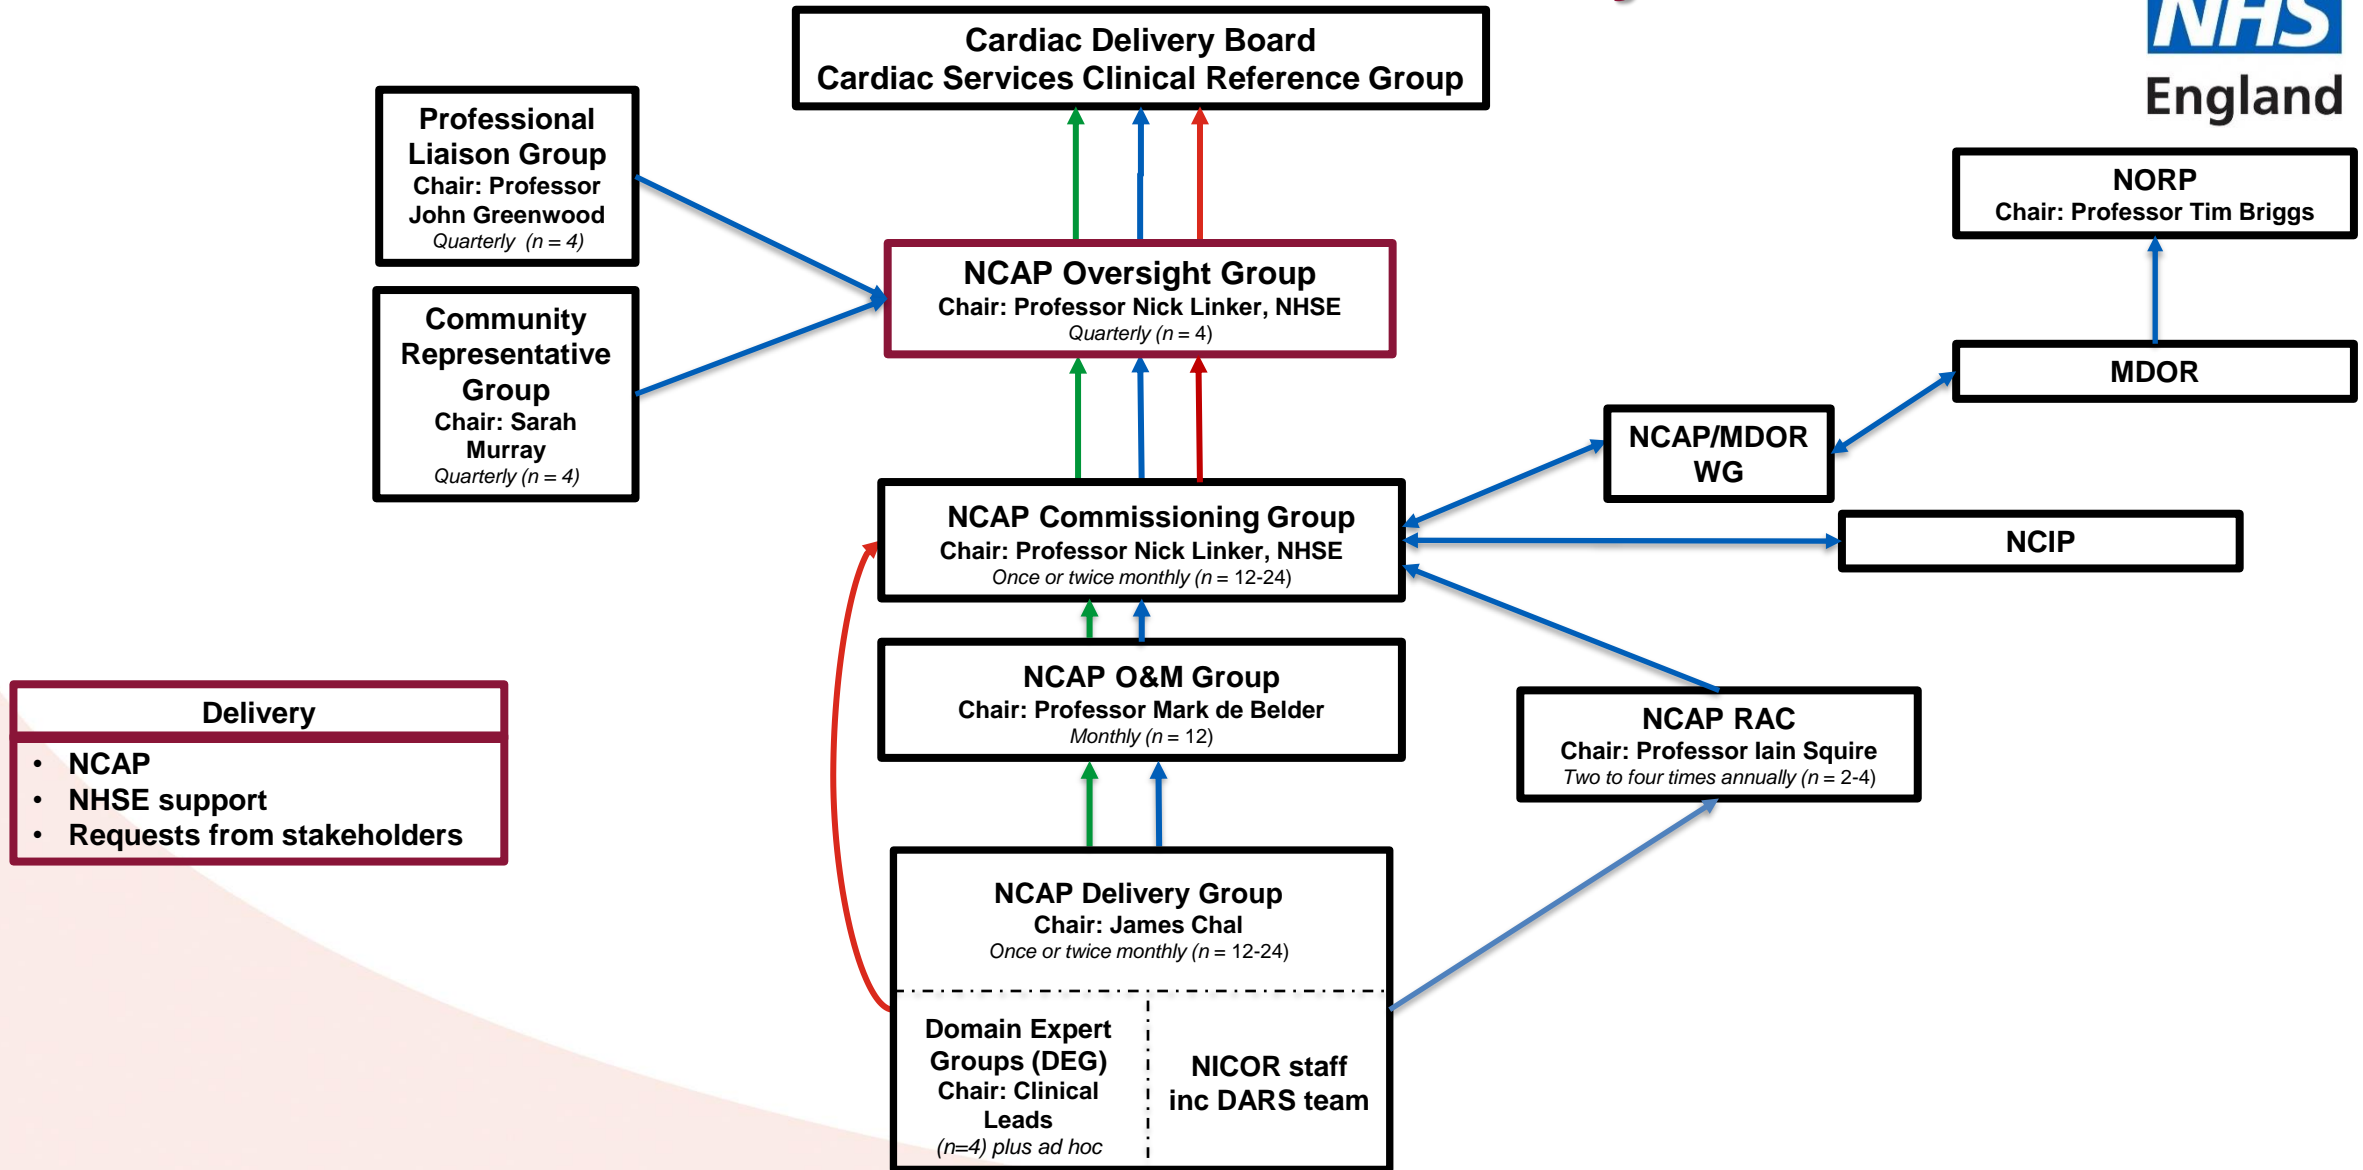 NHS
England
Cardiac Delivery Board
Cardiac Services Clinical Reference Group
Professional
Liaison Group
Chair: Professor
John Greenwood
Quarterly (n = 4)
Community
Representative
Group
Chair: Sarah
Murray
Quarterly (n = 4)
NCAP Oversight Group
Chair: Professor Nick Linker, NHSE
Quarterly (n = 4)
NORP
Chair: Professor Tim Briggs
MDOR
NCAP/MDOR
WG
NCIP
NCAP Commissioning Group
Chair: Professor Nick Linker, NHSE
Once or twice monthly (n = 12-24)
NCAP O&M Group
Chair: Professor Mark de Belder
Monthly (n = 12)
NCAP RAC
Chair: Professor Iain Squire
Two to four times annually (n = 2-4)
Delivery
• NCAP
• NHSE support
• Requests from stakeholders
NCAP Delivery Group
Chair: James Chal
Once or twice monthly (n = 12-24)
Domain Expert
Groups (DEG)
Chair: Clinical
Leads
(n=4) plus ad hoc
NICOR staff
inc DARS team